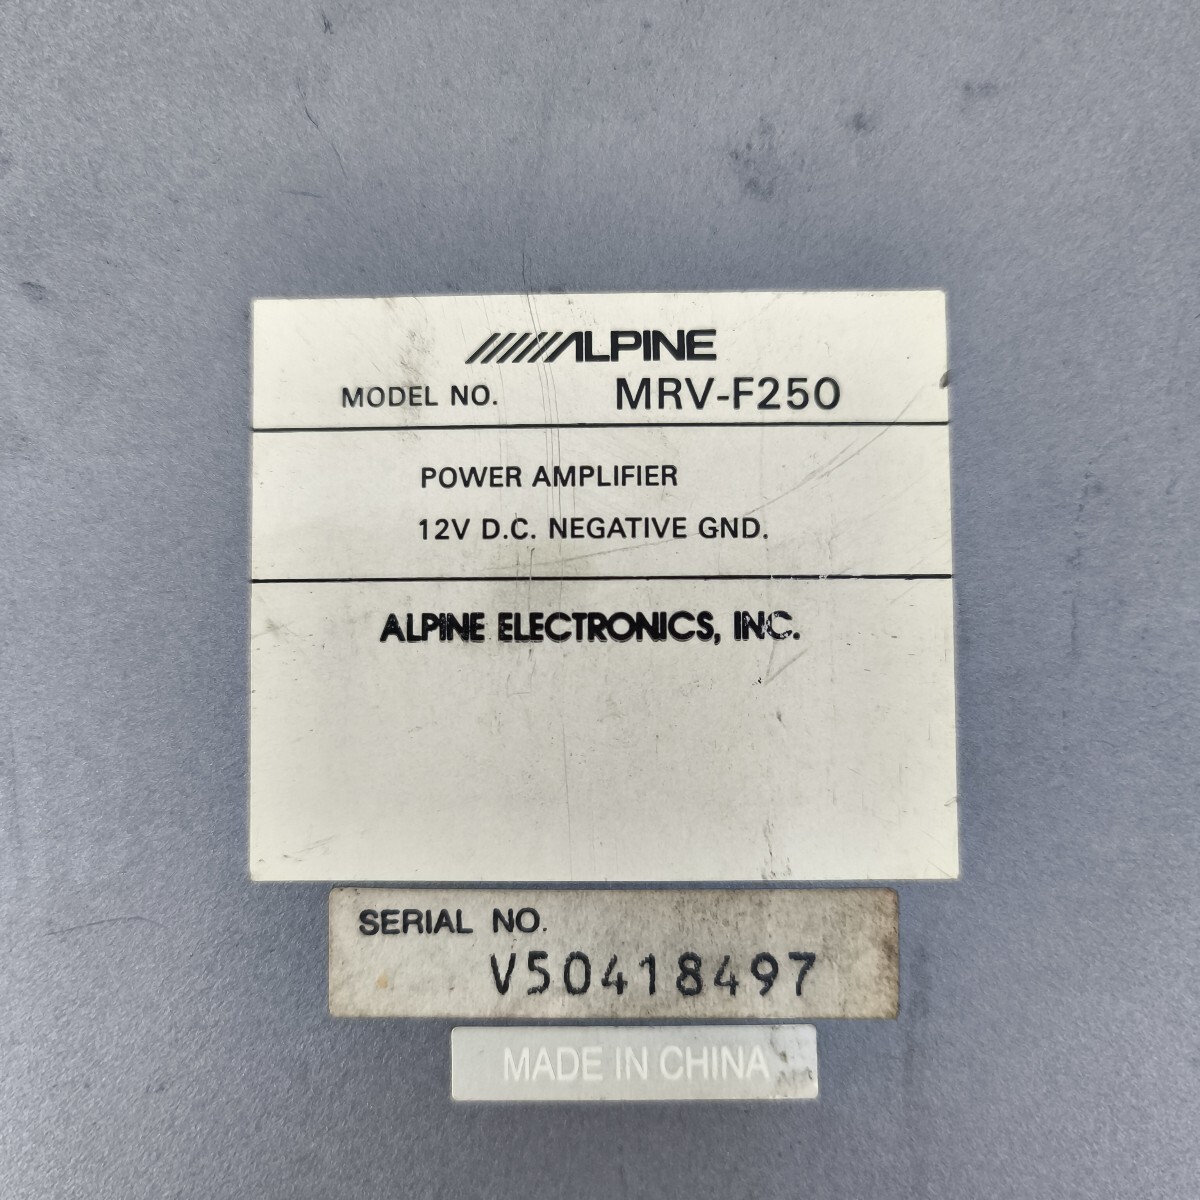 ALPINE
MODEL NO. MRV-F250
POWER AMPLIFIER
12V D.C. NEGATIVE GND.
ALPINE ELECTRONICS, INC.
SERIAL NO.
V50418497
MADE IN CHINA